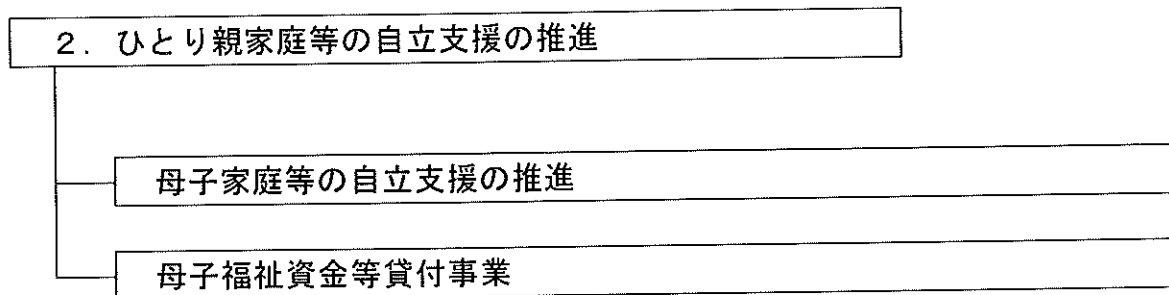 ２．ひとり親家庭等の自立支援の推進
母子家庭等の自立支援の推進
母子福祉資金等貸付事業